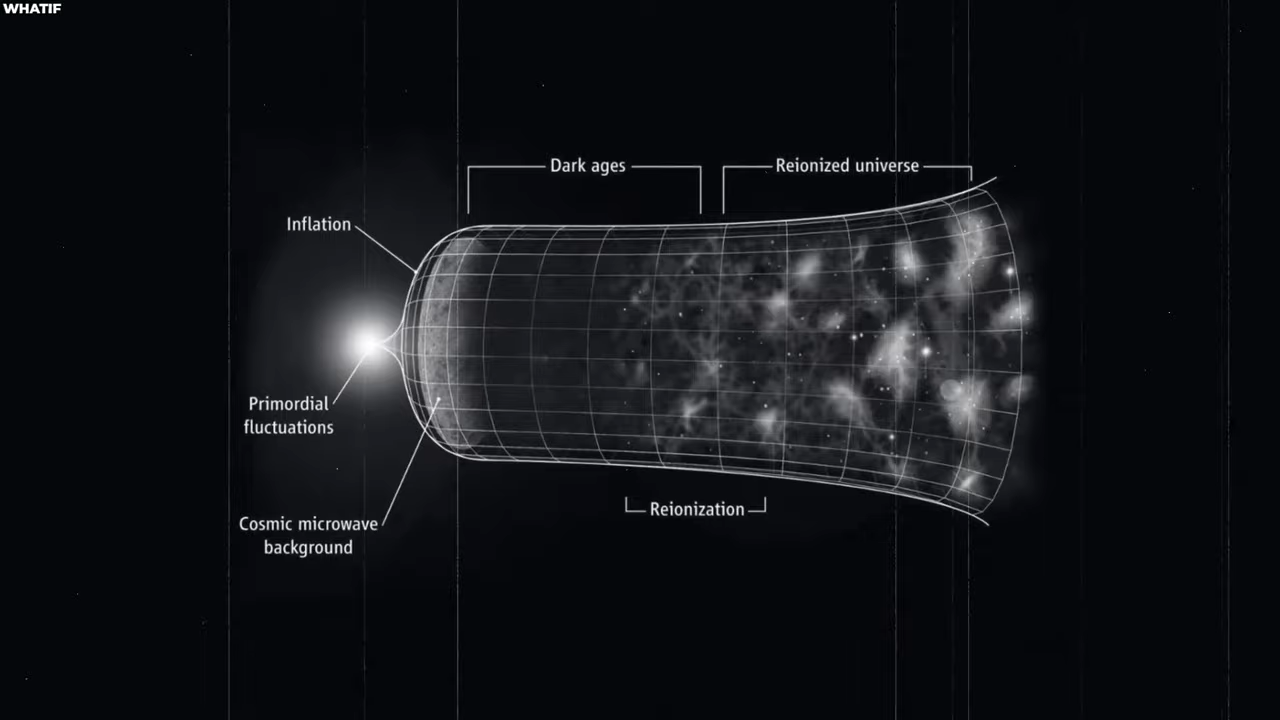 WHATIF
Dark ages
Reionized universe
Inflation
Primordial
fluctuations
Reionization
Cosmic microwave
background